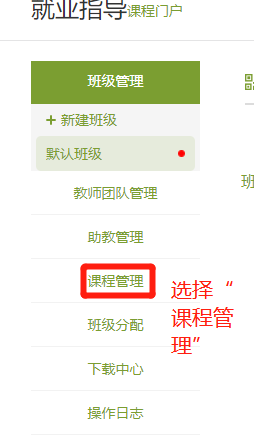 就业指导课程门户
班级管理
+ 新建班级
默认班级
班
教师团队管理
助教管理
课程管理
选择“
课程管
理”
班级分配
下载中心
操作日志